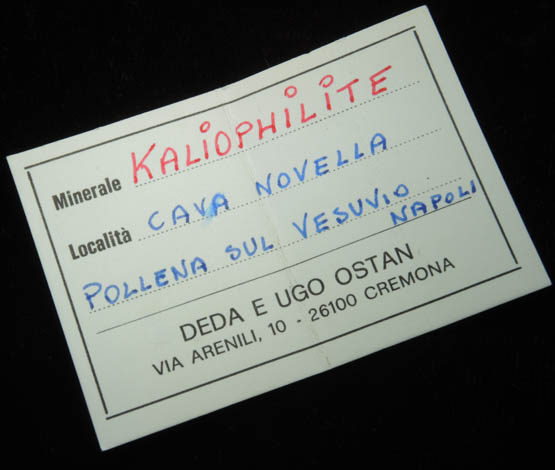 Minerale KALIOPHILITE
Località CAVA NOVELLA
POLLENA SUL VESUVIO NAPOLI
DEDA E UGO OSTAN
VIA ARENILI, 10 - 26100 CREMONA